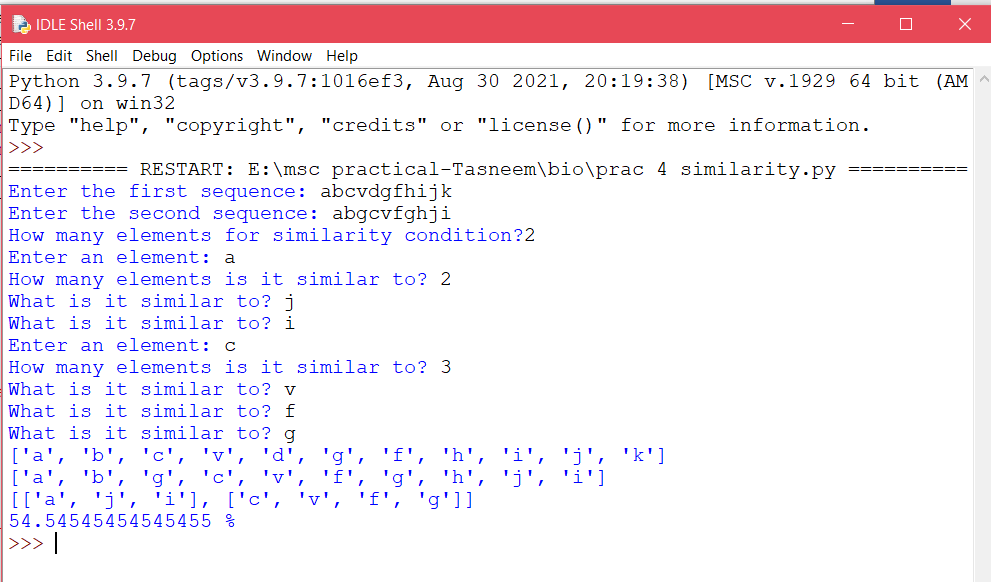 IDLE Shell 3.9.7
File Edit Shell Debug Options Window Help
Python 3.9.7 (tags/v3.9.7:1016ef3, Aug 30 2021, 20:19:38) [MSC v.1929 64 bit (AM
D64)] on win32
Type "help", "copyright", "credits" or "license()" for more information.
>>>
========== RESTART: E:\msc practical-Tasneem\bio\prac 4 similarity.py ==========
Enter the first sequence: abcvdgfhijk
Enter the second sequence: abgcvfghji
How many elements for similarity condition?2
Enter an element: a
How many elements is it similar to? 2
What is it similar to? j
What is it similar to? i
Enter an element: c
How many elements is it similar to? 3
What is it similar to? v
What is it similar to? f
What is it similar to? g
['a', 'b', 'c', 'v', 'd', 'g', 'f', 'h', 'i', 'j', 'k']
['a', 'b', 'g', 'c', 'v', 'f', 'g', 'h', 'j', 'i']
[['a', 'j', 'i'], ['c', 'v', 'f', 'g']]
54.54545454545455 %
>>>